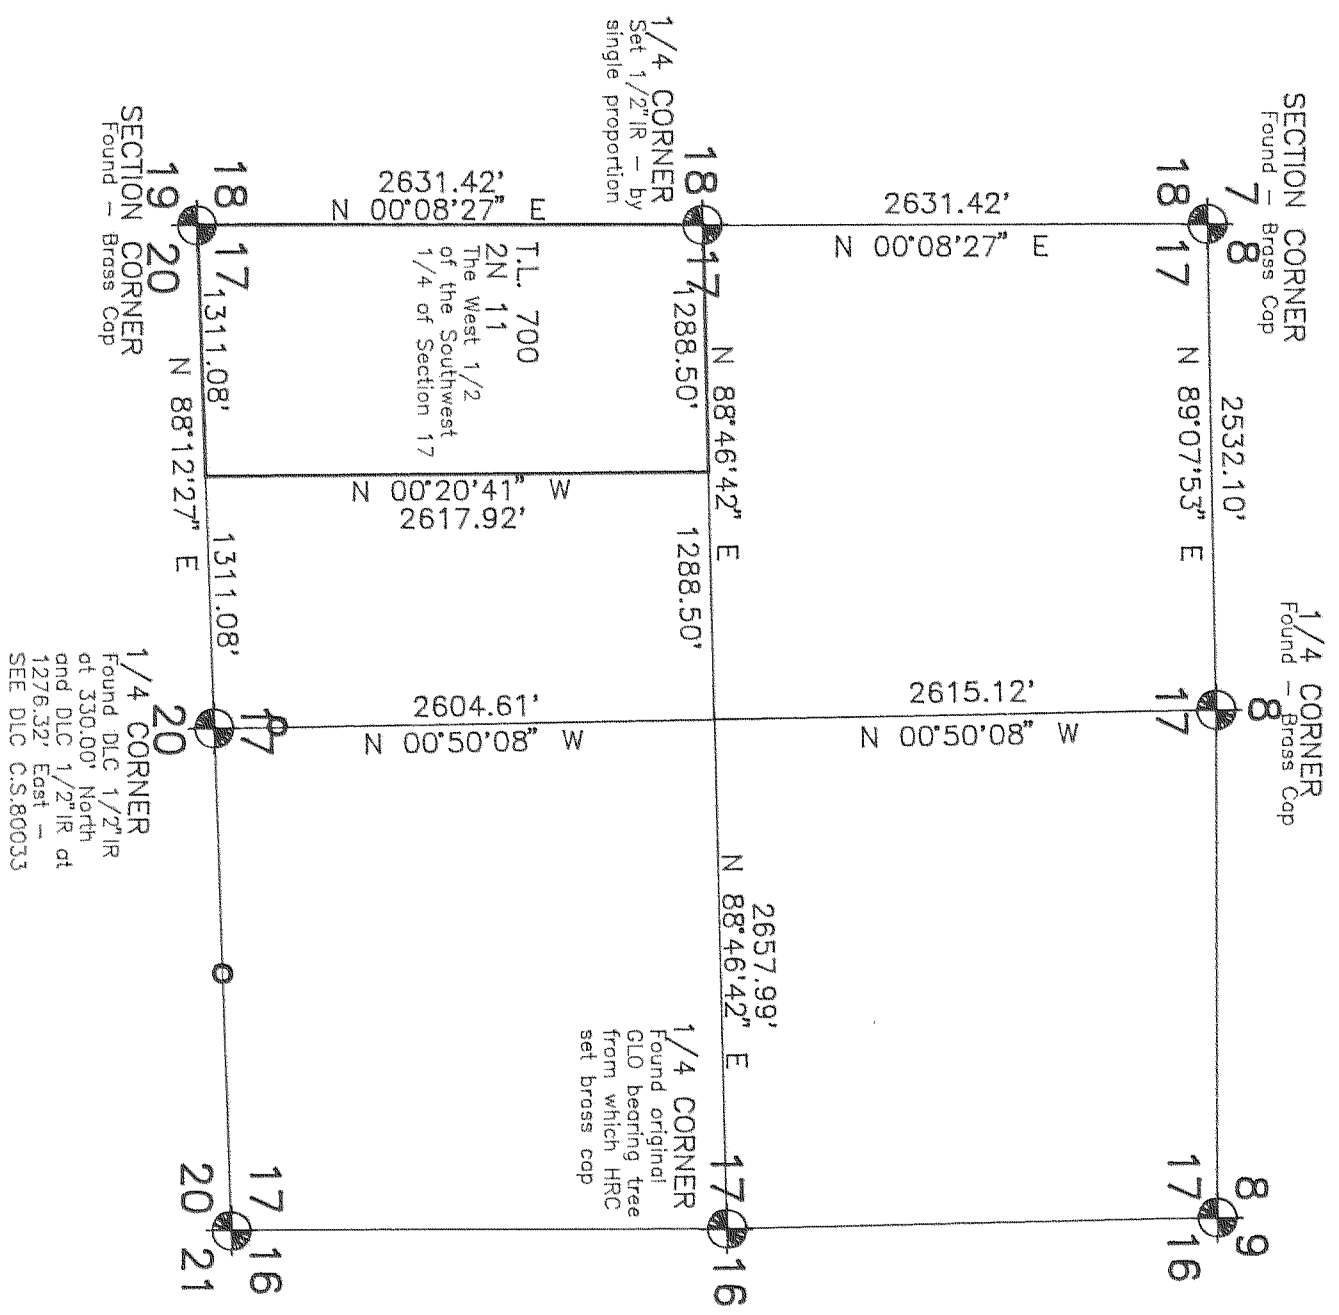 SECTION CORNER
Found - Brass Cap
7
8
18
17
2532.10'
N 89°07'53" E
1/4 CORNER
Found - Brass Cap
8
17
8
9
17
16
2631.42'
N 00°08'27" E
2615.12'
N 00°50'08" W
1/4 CORNER
Set 1/2"IR - by
single proportion
18
17
N 88°46'42" E
1288.50'
1288.50'
2657.99'
N 88°46'42" E
17
16
1/4 CORNER
Found original
GLO bearing tree
from which HRC
set brass cap
2631.42'
N 00°08'27" E
T.L. 700
2N 11
The West 1/2
of the Southwest
1/4 of Section 17
N 00°20'41" W
2617.92'
2604.61'
N 00°50'08" W
18
17
19
20
SECTION CORNER
Found - Brass Cap
1311.08'
N 88°12'27" E
1311.08'
17
20
1/4 CORNER
Found DLC 1/2"IR
at 330.00' North
and DLC 1/2"IR at
1276.32' East -
SEE DLC C.S.80033
17
16
20
21